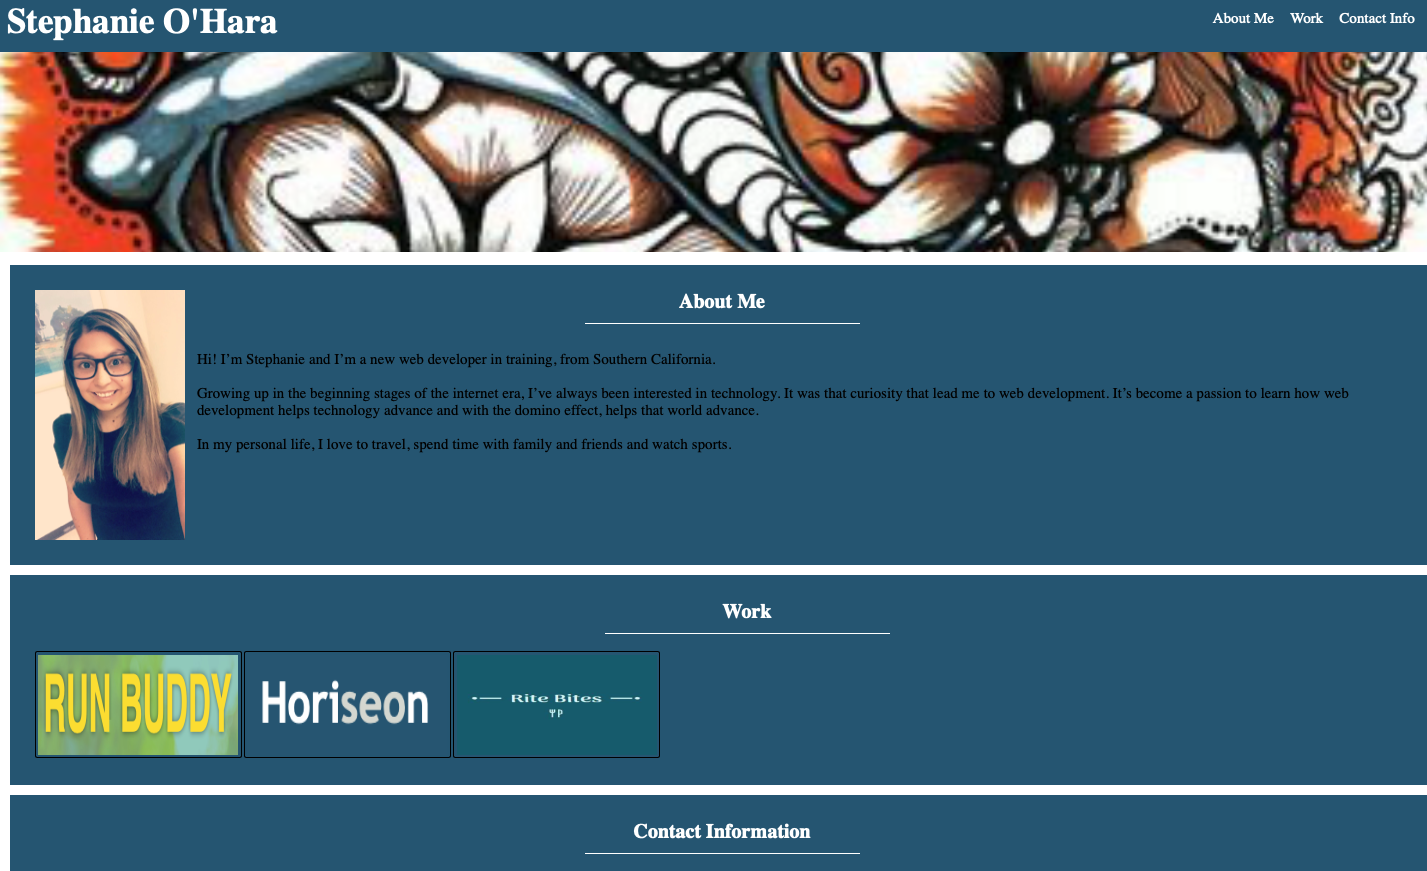 Stephanie O'Hara
About Me Work Contact Info
About Me
Hi! I’m Stephanie and I’m a new web developer in training, from Southern California.
Growing up in the beginning stages of the internet era, I’ve always been interested in technology. It was that curiosity that lead me to web development. It’s become a passion to learn how web
development helps technology advance and with the domino effect, helps that world advance.
In my personal life, I love to travel, spend time with family and friends and watch sports.
Work
RUN BUDDY
Horiseon
Rite Bites
Contact Information